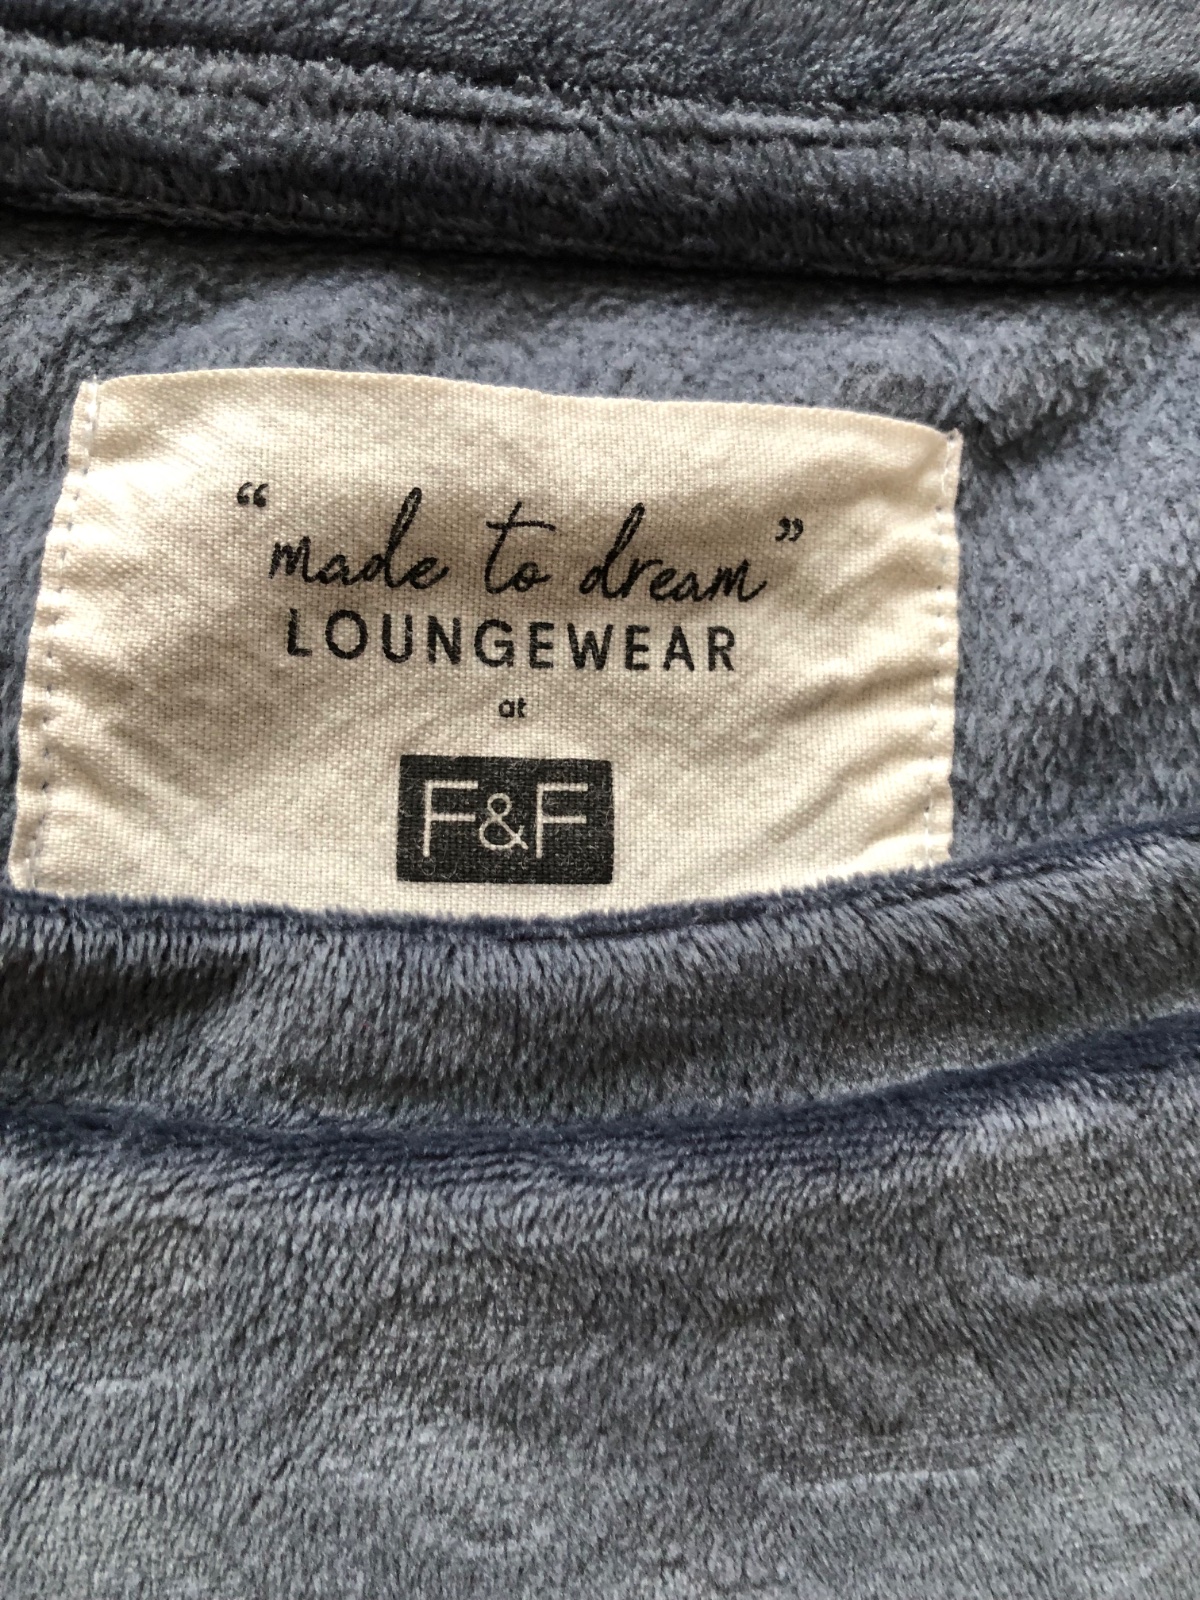 “made to dream”
LOUNGEWEAR
at
F&F